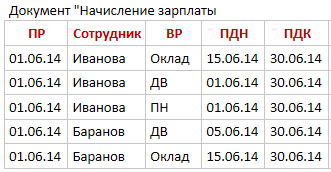 Документ "Начисление зарплаты
ПР Сотрудник ВР ПДН ПДК
01.06.14 Иванова Оклад 15.06.14 30.06.14
01.06.14 Иванова ДВ 01.06.14 30.06.14
01.06.14 Иванова ПН 01.06.14 30.06.14
01.06.14 Баранов ДВ 05.06.14 30.06.14
01.06.14 Баранов Оклад 15.06.14 30.06.14